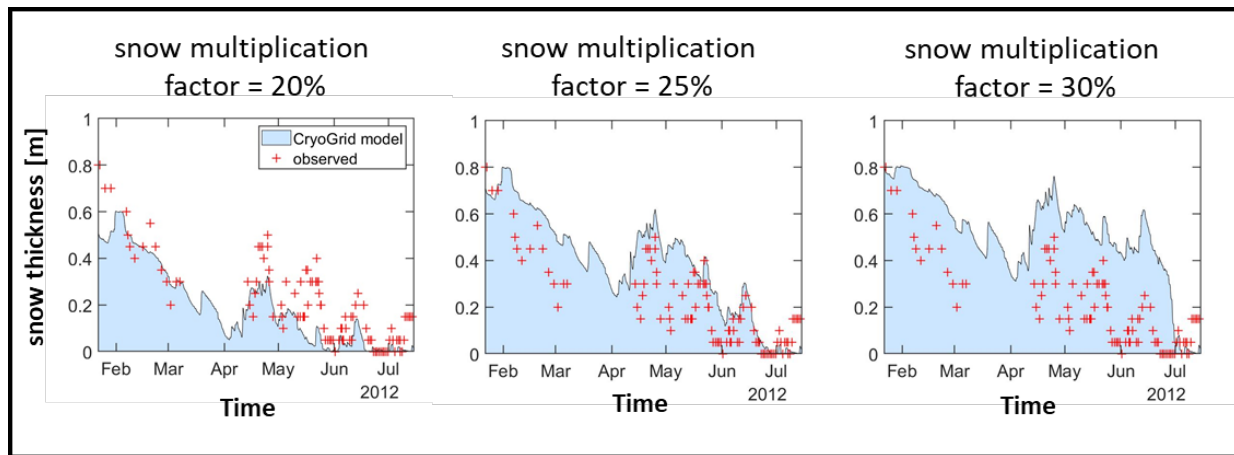 snow multiplication
factor = 20%
snow multiplication
factor = 25%
snow multiplication
factor = 30%
snow thickness [m]
1
0.8
0.6
0.4
0.2
0
CryoGrid model
observed
Feb Mar Apr May Jun Jul
2012
Time
1
0.8
0.6
0.4
0.2
0
Feb Mar Apr May Jun Jul
2012
Time
1
0.8
0.6
0.4
0.2
0
Feb Mar Apr May Jun Jul
2012
Time